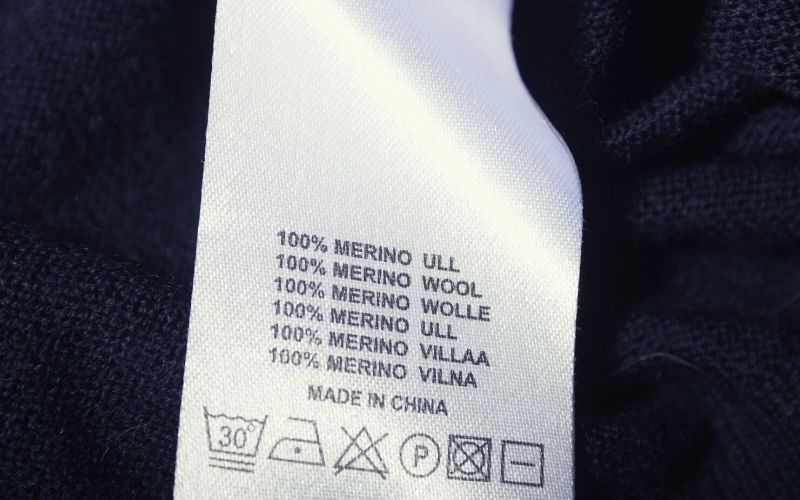 100% MERINO ULL
100% MERINO WOOL
100% MERINO WOLLE
100% MERINO ULL
100% MERINO VILLAA
100% MERINO VILNA
MADE IN CHINA
30° P